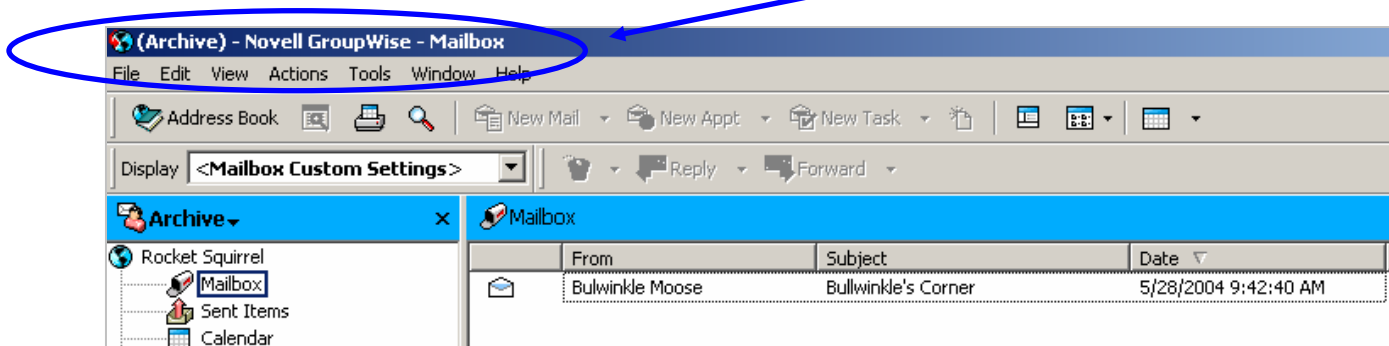 (Archive) - Novell GroupWise - Mailbox
File Edit View Actions Tools Window Help
Address Book New Mail New Appt New Task
Display <Mailbox Custom Settings> Reply Forward
Archive Mailbox
Rocket Squirrel From Subject Date
Mailbox Bulwinkle Moose Bullwinkle's Corner 5/28/2004 9:42:40 AM
Sent Items
Calendar